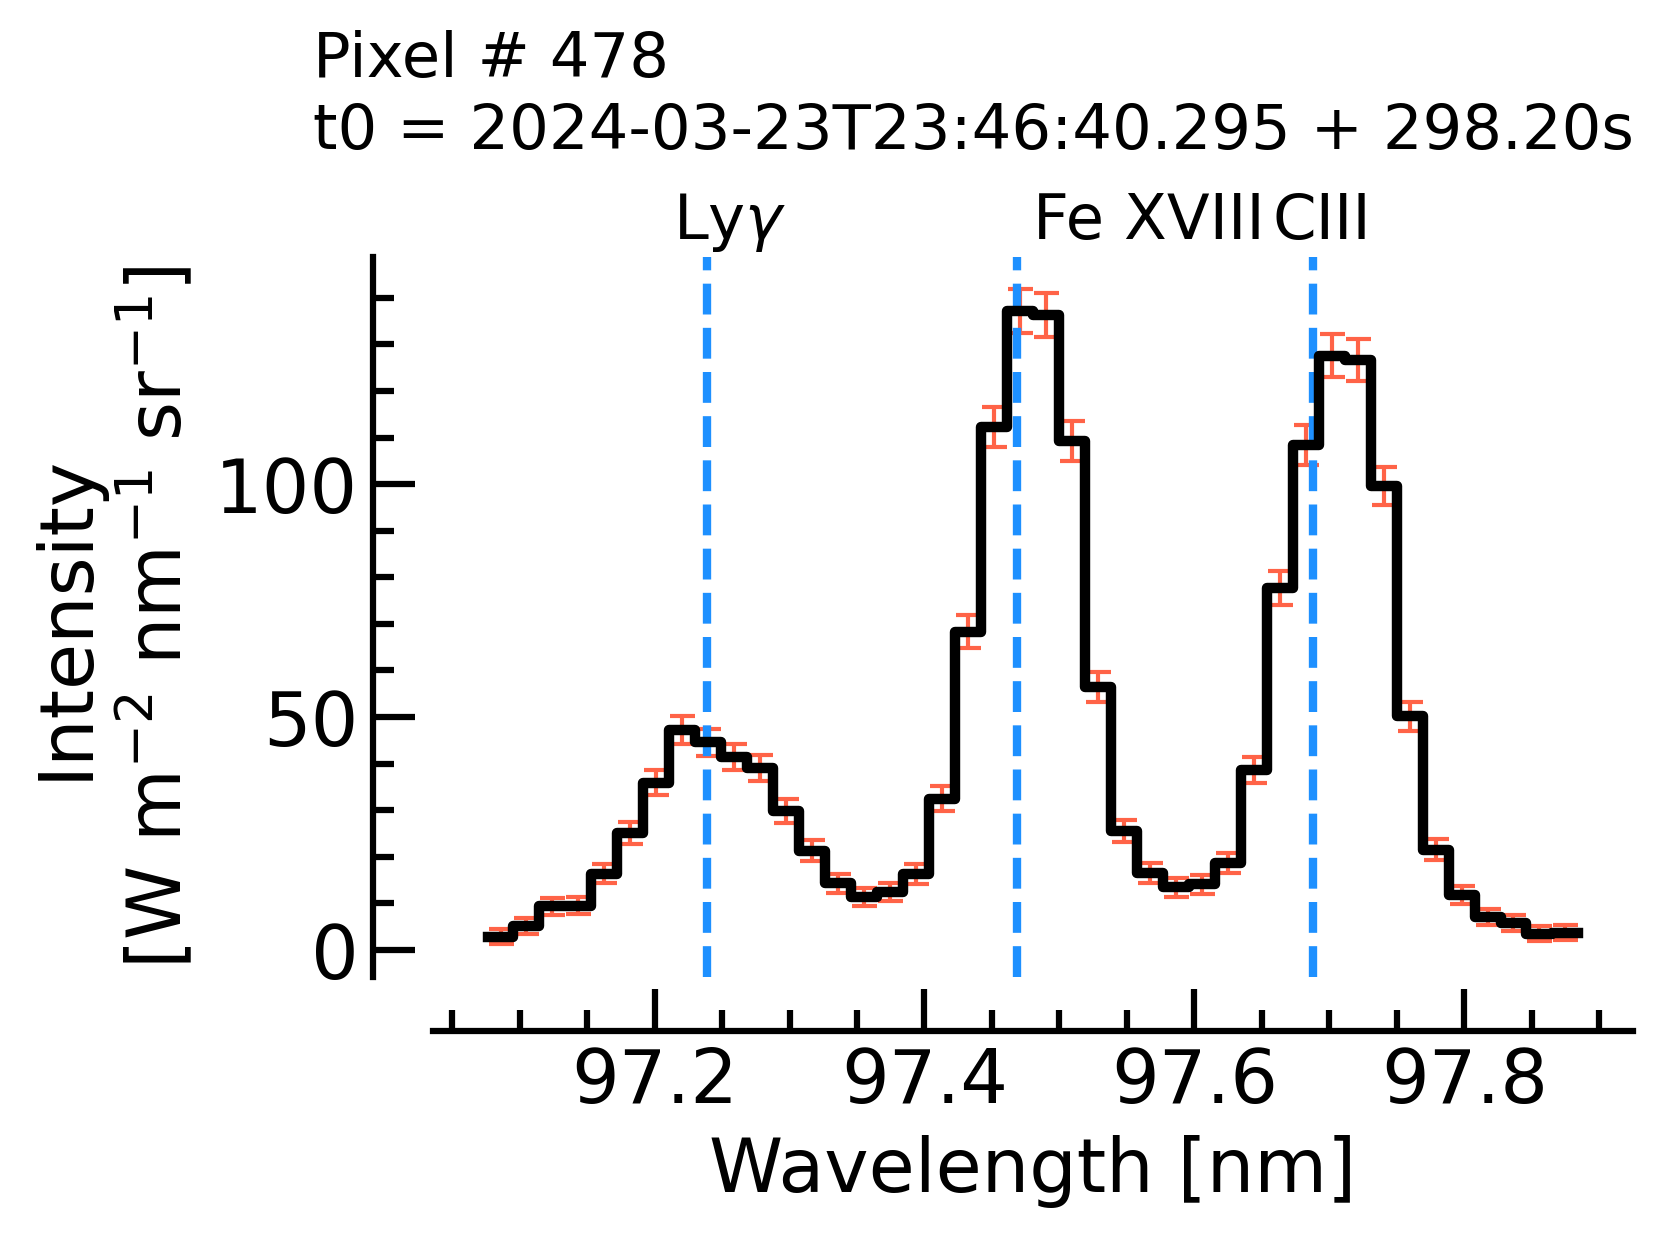 Pixel # 478
t0 = 2024-03-23T23:46:40.295 + 298.20s
Lyγ Fe XVIII CIII
Intensity
[W m⁻² nm⁻¹ sr⁻¹]
100
50
0
97.2 97.4 97.6 97.8
Wavelength [nm]